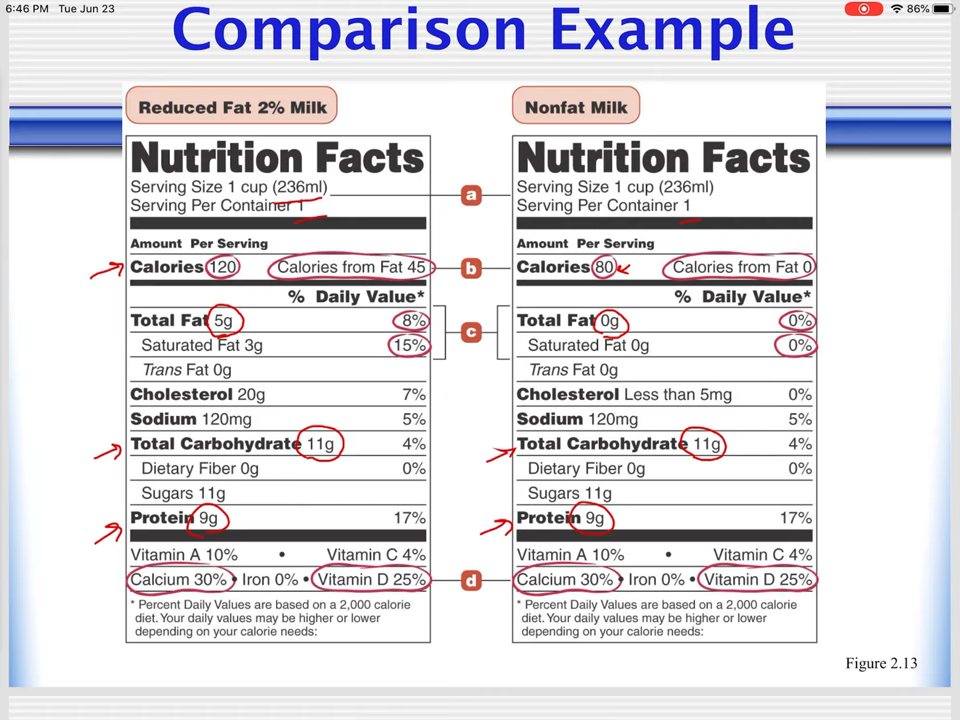 6:46 PM Tue Jun 23
86%
Comparison Example
Reduced Fat 2% Milk
Nutrition Facts
Serving Size 1 cup (236ml)
Serving Per Container 1
Amount Per Serving
Calories 120 Calories from Fat 45
% Daily Value*
Total Fat 5g 8%
Saturated Fat 3g 15%
Trans Fat 0g
Cholesterol 20g 7%
Sodium 120mg 5%
Total Carbohydrate 11g 4%
Dietary Fiber 0g 0%
Sugars 11g
Protein 9g 17%
Vitamin A 10% • Vitamin C 4%
Calcium 30% • Iron 0% • Vitamin D 25%
* Percent Daily Values are based on a 2,000 calorie
diet. Your daily values may be higher or lower
depending on your calorie needs:
a
b
c
d
Nonfat Milk
Nutrition Facts
Serving Size 1 cup (236ml)
Serving Per Container 1
Amount Per Serving
Calories 80 Calories from Fat 0
% Daily Value*
Total Fat 0g 0%
Saturated Fat 0g 0%
Trans Fat 0g
Cholesterol Less than 5mg 0%
Sodium 120mg 5%
Total Carbohydrate 11g 4%
Dietary Fiber 0g 0%
Sugars 11g
Protein 9g 17%
Vitamin A 10% • Vitamin C 4%
Calcium 30% • Iron 0% • Vitamin D 25%
* Percent Daily Values are based on a 2,000 calorie
diet. Your daily values may be higher or lower
depending on your calorie needs:
Figure 2.13